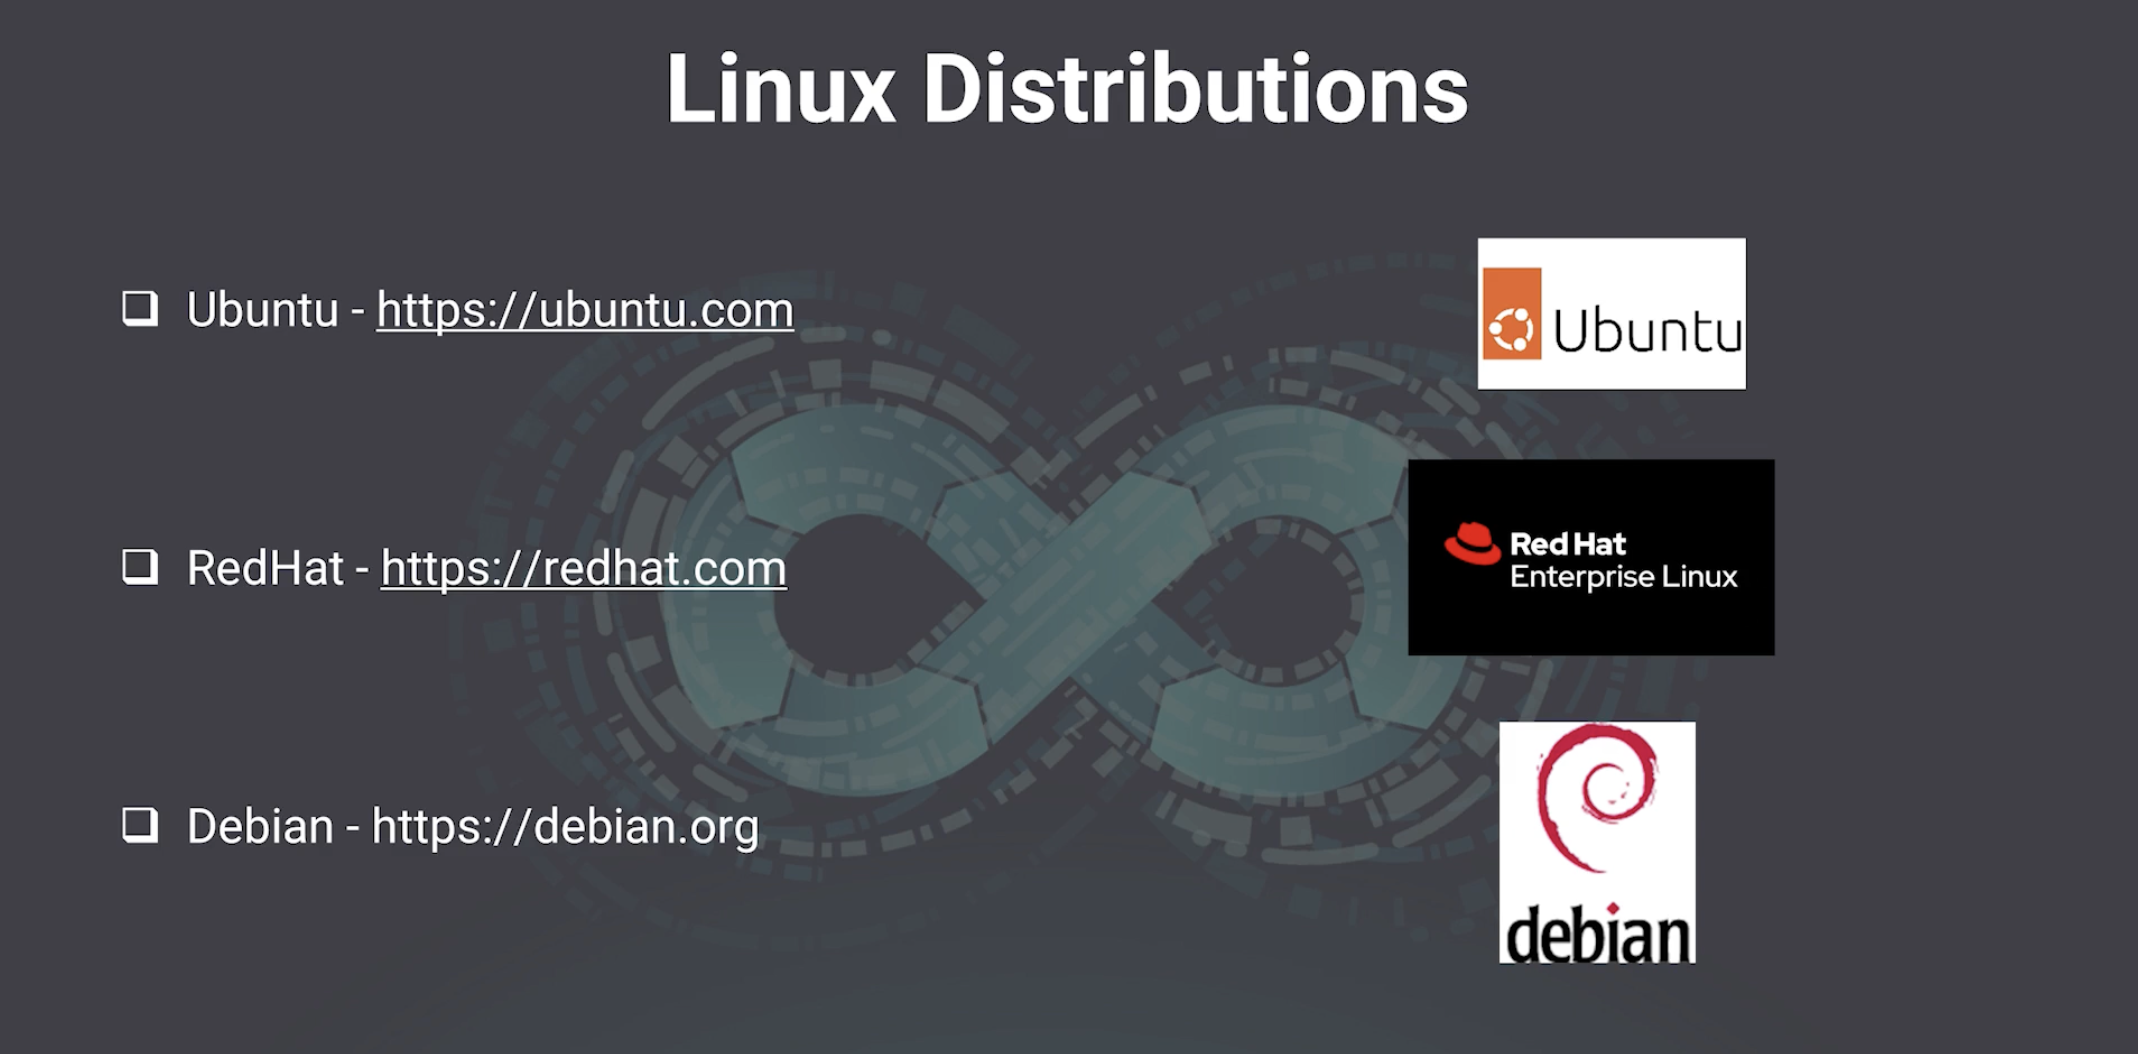 Linux Distributions
Ubuntu - https://ubuntu.com
Ubuntu
RedHat - https://redhat.com
Red Hat
Enterprise Linux
Debian - https://debian.org
debian